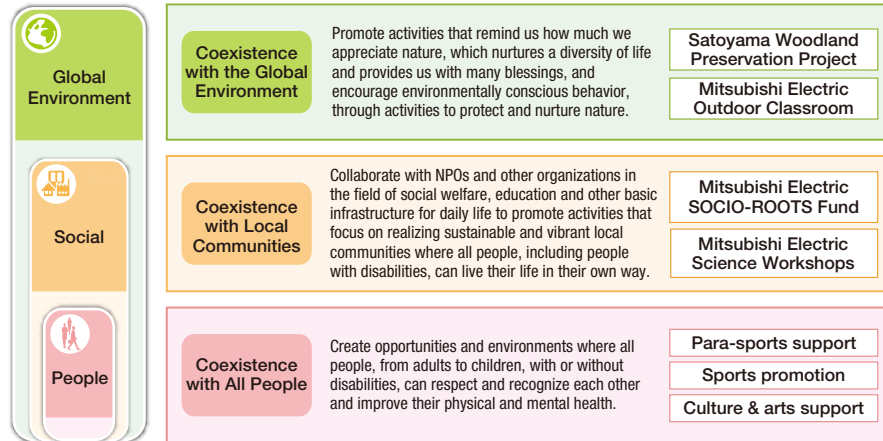 Global
Environment
Coexistence
with the Global
Environment
Promote activities that remind us how much we
appreciate nature, which nurtures a diversity of life
and provides us with many blessings, and
encourage environmentally conscious behavior,
through activities to protect and nurture nature.
Satoyama Woodland
Preservation Project
Mitsubishi Electric
Outdoor Classroom
Social
Coexistence
with Local
Communities
Collaborate with NPOs and other organizations in
the field of social welfare, education and other basic
infrastructure for daily life to promote activities that
focus on realizing sustainable and vibrant local
communities where all people, including people
with disabilities, can live their life in their own way.
Mitsubishi Electric
SOCIO-ROOTS Fund
Mitsubishi Electric
Science Workshops
People
Coexistence
with All People
Create opportunities and environments where all
people, from adults to children, with or without
disabilities, can respect and recognize each other
and improve their physical and mental health.
Para-sports support
Sports promotion
Culture & arts support